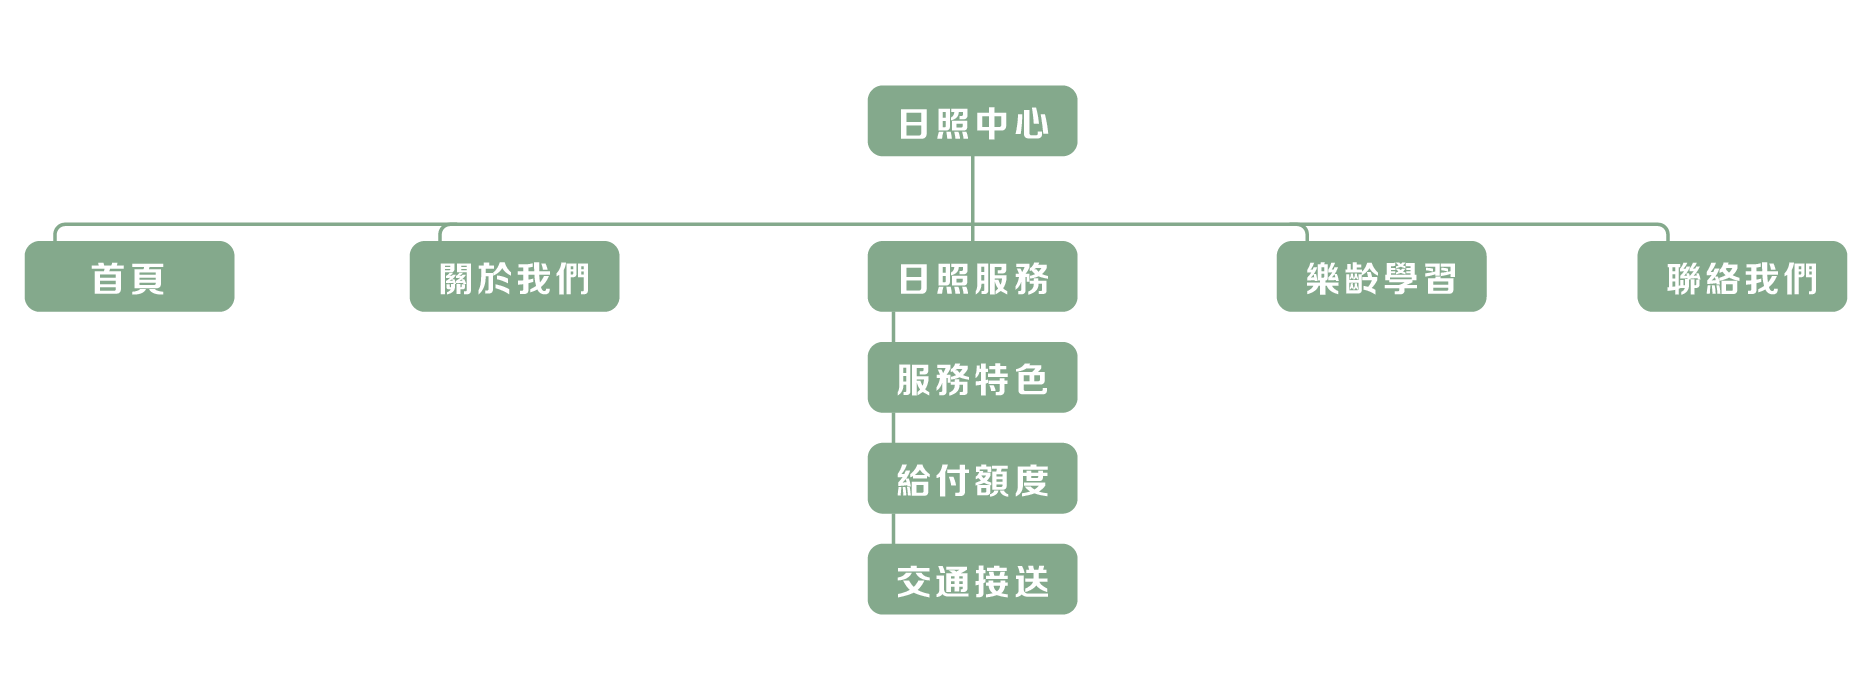 日照中心
首頁
關於我們
日照服務
樂齡學習
聯絡我們
服務特色
給付額度
交通接送